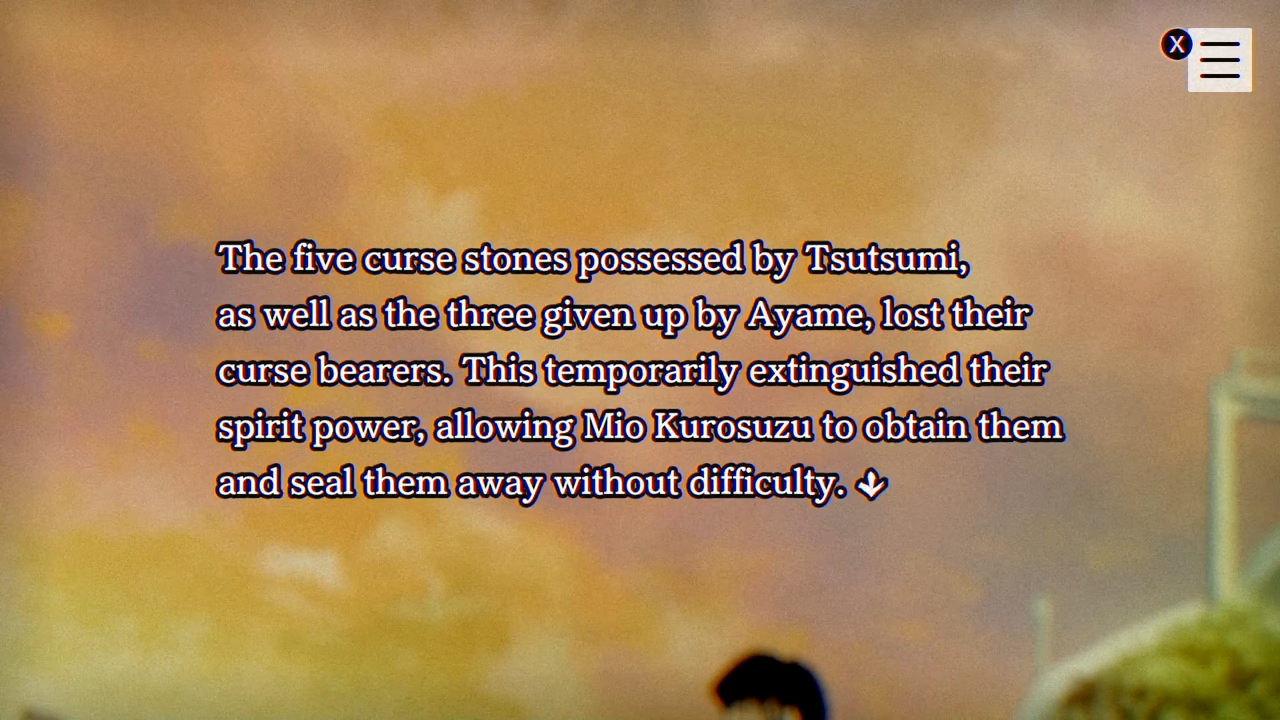 X
The five curse stones possessed by Tsutsumi,
as well as the three given up by Ayame, lost their
curse bearers. This temporarily extinguished their
spirit power, allowing Mio Kurosuzu to obtain them
and seal them away without difficulty.